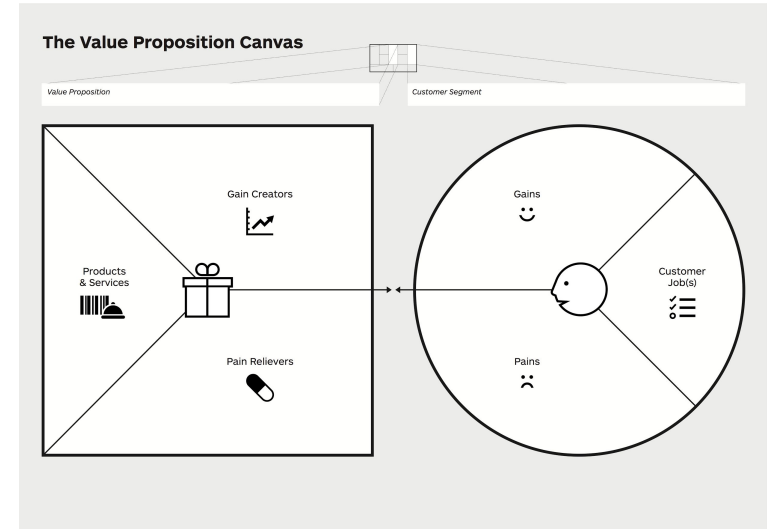 The Value Proposition Canvas
Value Proposition
Customer Segment
Gain Creators
Gains
Products
& Services
Customer
Job(s)
Pain Relievers
Pains